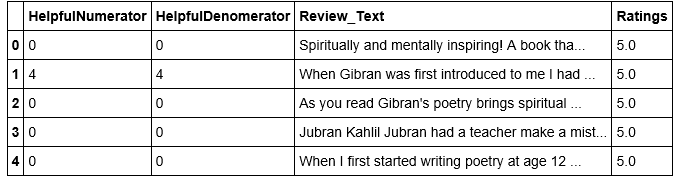 HelpfulNumerator HelpfulDenomerator Review_Text Ratings
0 0 0 Spiritually and mentally inspiring! A book tha... 5.0
1 4 4 When Gibran was first introduced to me I had ... 5.0
2 0 0 As you read Gibran's poetry brings spiritual ... 5.0
3 0 0 Jubran Kahlil Jubran had a teacher make a mist... 5.0
4 0 0 When I first started writing poetry at age 12 ... 5.0